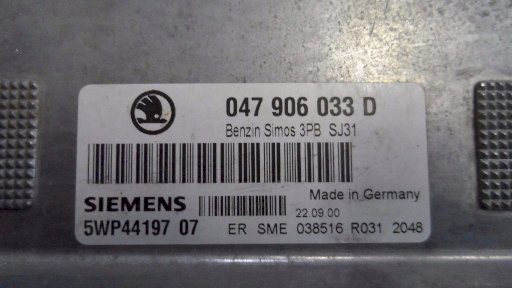 047 906 033 D
Benzin Simos 3PB SJ31
Made in Germany
SIEMENS
22.09.00
5WP44197 07 ER SME 038516 R031 2048